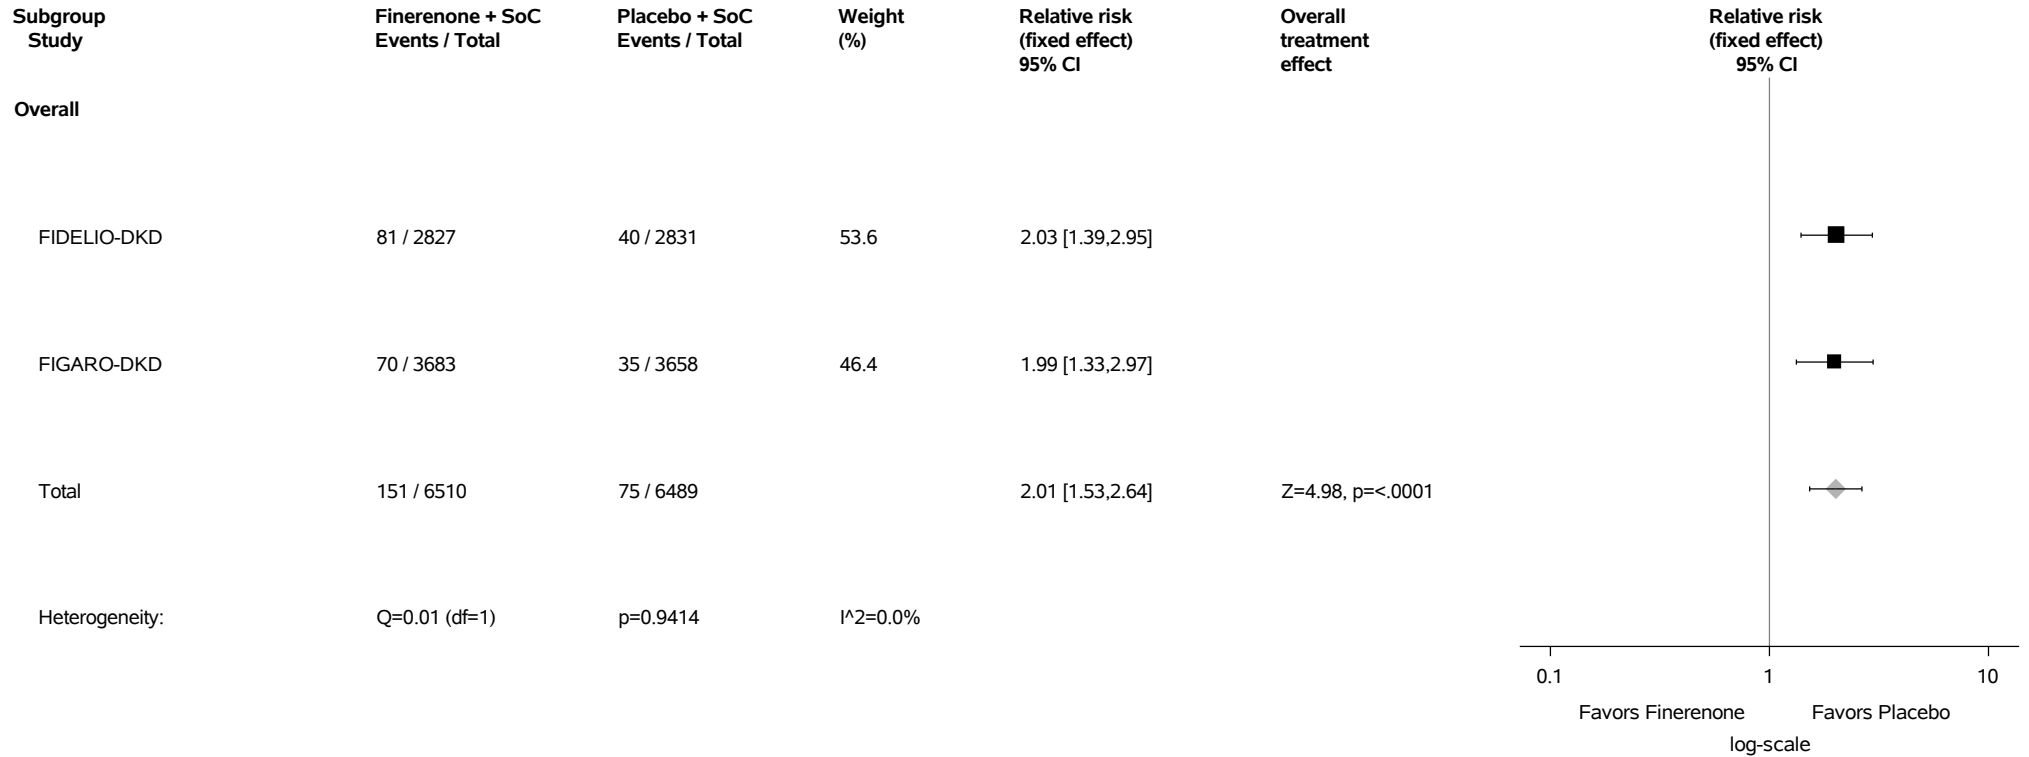 Subgroup Finerenone + SoC Placebo + SoC Weight Relative risk Overall Relative risk
Study Events / Total Events / Total (%) (fixed effect) treatment (fixed effect)
95% CI effect 95% CI
Overall
FIDELIO-DKD 81 / 2827 40 / 2831 53.6 2.03 [1.39,2.95]
FIGARO-DKD 70 / 3683 35 / 3658 46.4 1.99 [1.33,2.97]
Total 151 / 6510 75 / 6489 2.01 [1.53,2.64] Z=4.98, p=<.0001
Heterogeneity: Q=0.01 (df=1) p=0.9414 I^2=0.0%
0.1 1 10
Favors Finerenone Favors Placebo
log-scale